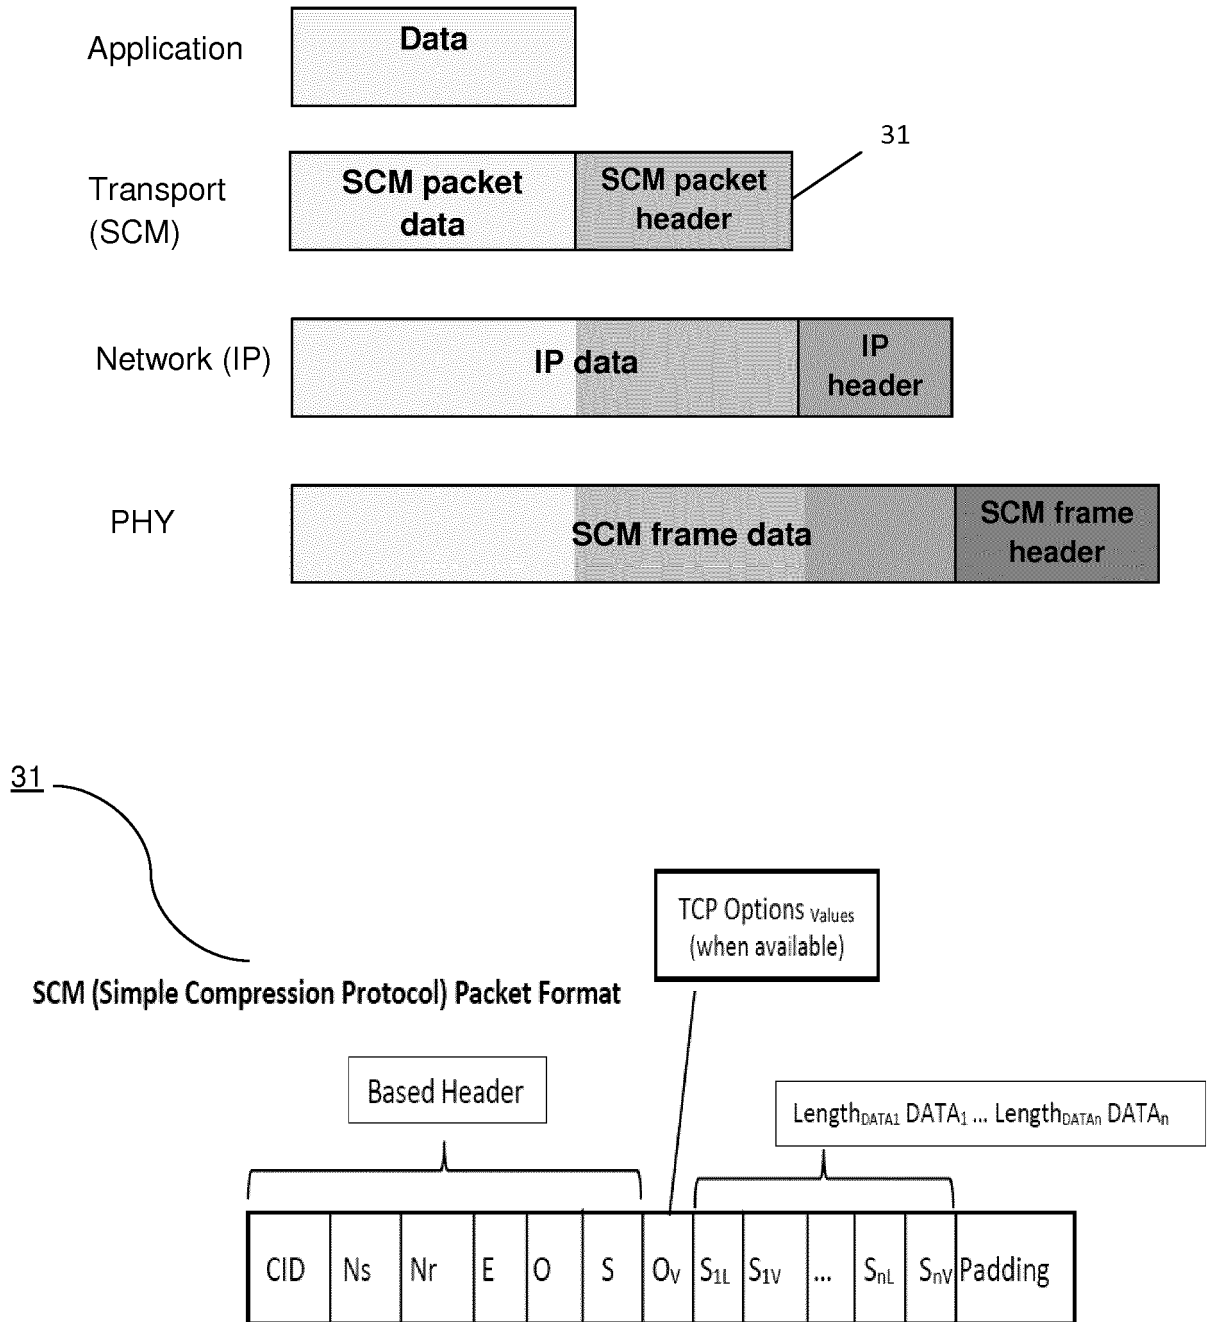 Application
Data
31
Transport
(SCM)
SCM packet
data
SCM packet
header
Network (IP)
IP data
IP
header
PHY
SCM frame data
SCM frame
header
31
TCP Options Values
(when available)
SCM (Simple Compression Protocol) Packet Format
Based Header
LengthDATA1 DATA1 ... LengthDATAn DATAn
CID Ns Nr E O S OV S1L S1V ... SnL SnV Padding